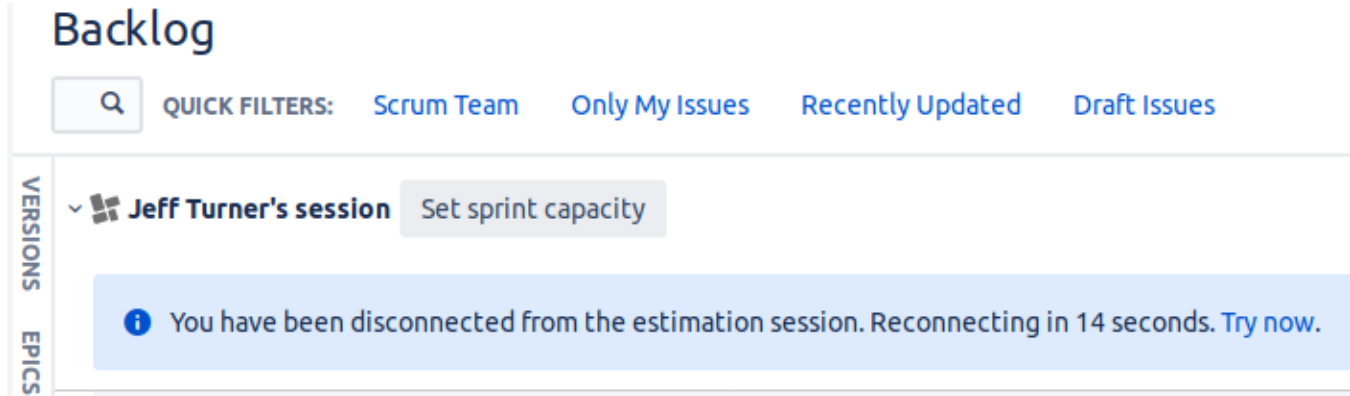 Backlog
QUICK FILTERS: Scrum Team Only My Issues Recently Updated Draft Issues
VERSIONS
EPICS
Jeff Turner's session Set sprint capacity
You have been disconnected from the estimation session. Reconnecting in 14 seconds. Try now.